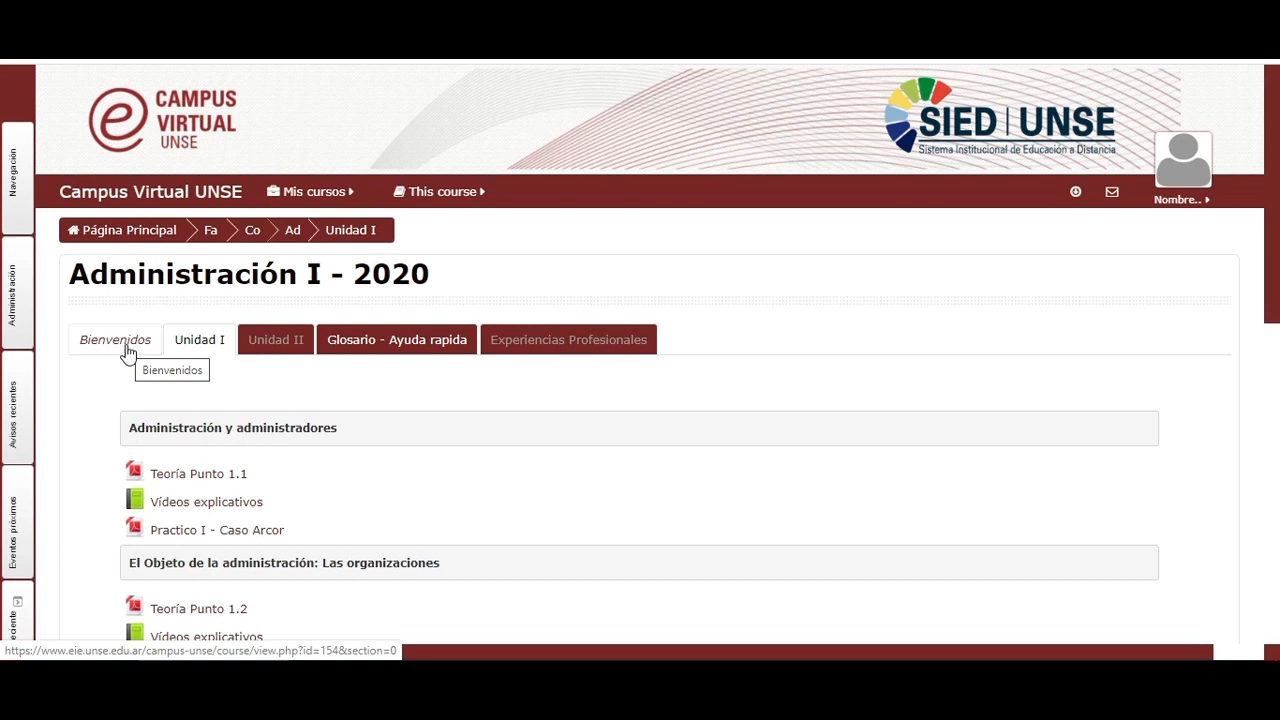 CAMPUS
VIRTUAL
UNSE
SIED | UNSE
Sistema Institucional de Educación a Distancia
Campus Virtual UNSE
Mis cursos
This course
Nombre..
Navegación
Administración
Avisos recientes
Eventos próximos
eciente
Página Principal
Fa
Co
Ad
Unidad I
Administración I - 2020
Bienvenidos
Unidad I
Unidad II
Glosario - Ayuda rapida
Experiencias Profesionales
Bienvenidos
Administración y administradores
Teoría Punto 1.1
Vídeos explicativos
Practico I - Caso Arcor
El Objeto de la administración: Las organizaciones
Teoría Punto 1.2
Vídeos explicativos
https://www.eie.unse.edu.ar/campus-unse/course/view.php?id=154&section=0